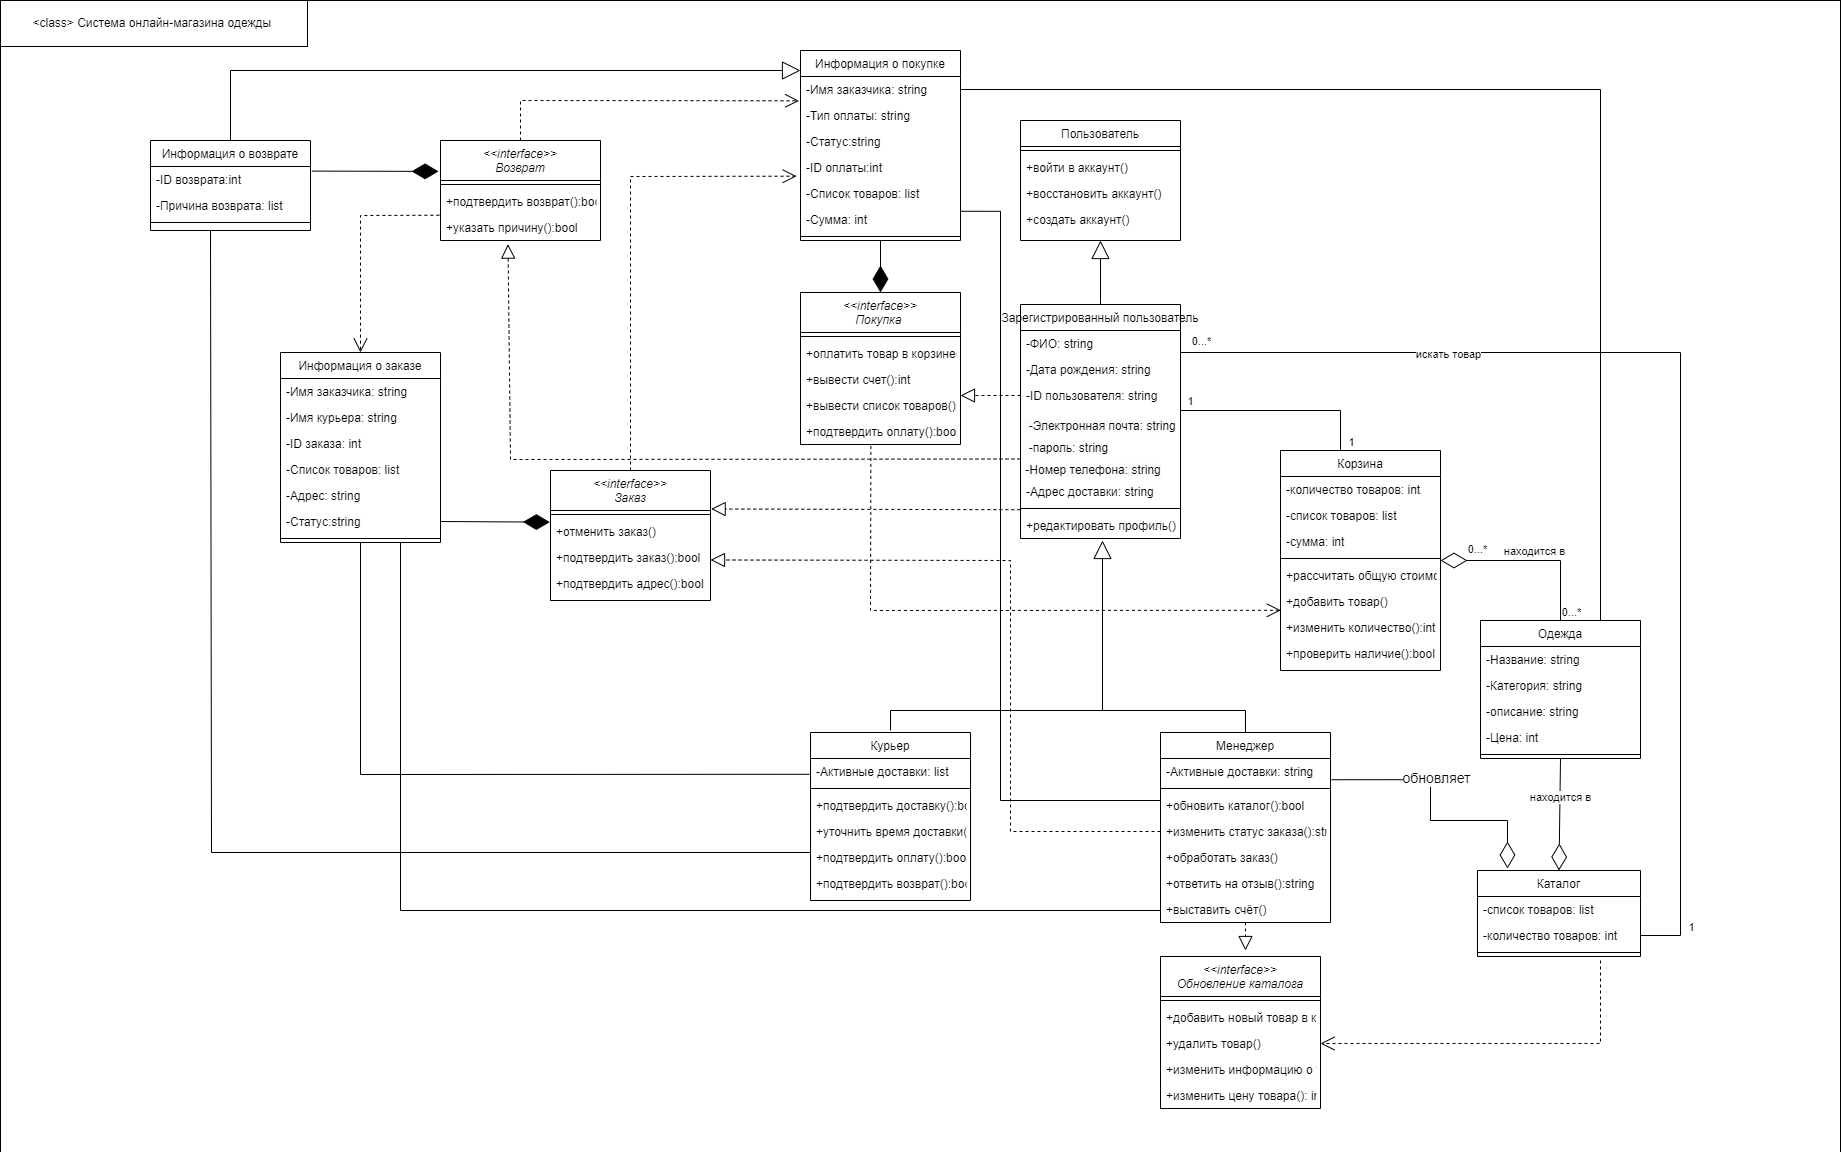 <class> Система онлайн-магазина одежды
Информация о покупке
-Имя заказчика: string
-Тип оплаты: string
-Статус:string
-ID оплаты:int
-Список товаров: list
-Сумма: int
Пользователь
+войти в аккаунт()
+восстановить аккаунт()
+создать аккаунт()
Информация о возврате
-ID возврата:int
-Причина возврата: list
<<interface>>
Возврат
+подтвердить возврат():boo
+указать причину():bool
<<interface>>
Покупка
+оплатить товар в корзине
+вывести счет():int
+вывести список товаров()
+подтвердить оплату():boo
Зарегистрированный пользователь
-ФИО: string
-Дата рождения: string
-ID пользователя: string
-Электронная почта: string
-пароль: string
-Номер телефона: string
-Адрес доставки: string
+редактировать профиль()
0...*
искать товар
1
1
Информация о заказе
-Имя заказчика: string
-Имя курьера: string
-ID заказа: int
-Список товаров: list
-Адрес: string
-Статус:string
<<interface>>
Заказ
+отменить заказ()
+подтвердить заказ():bool
+подтвердить адрес():bool
Корзина
-количество товаров: int
-список товаров: list
-сумма: int
+рассчитать общую стоимо
+добавить товар()
+изменить количество():int
+проверить наличие():bool
0...*
находится в
0...*
Одежда
-Название: string
-Категория: string
-описание: string
-Цена: int
Курьер
-Активные доставки: list
+подтвердить доставку():bo
+уточнить время доставки(
+подтвердить оплату():boo
+подтвердить возврат():boo
Менеджер
-Активные доставки: string
+обновить каталог():bool
+изменить статус заказа():stri
+обработать заказ()
+ответить на отзыв():string
+выставить счёт()
обновляет
находится в
Каталог
-список товаров: list
-количество товаров: int
1
<<interface>>
Обновление каталога
+добавить новый товар в к
+удалить товар()
+изменить информацию о
+изменить цену товара(): in